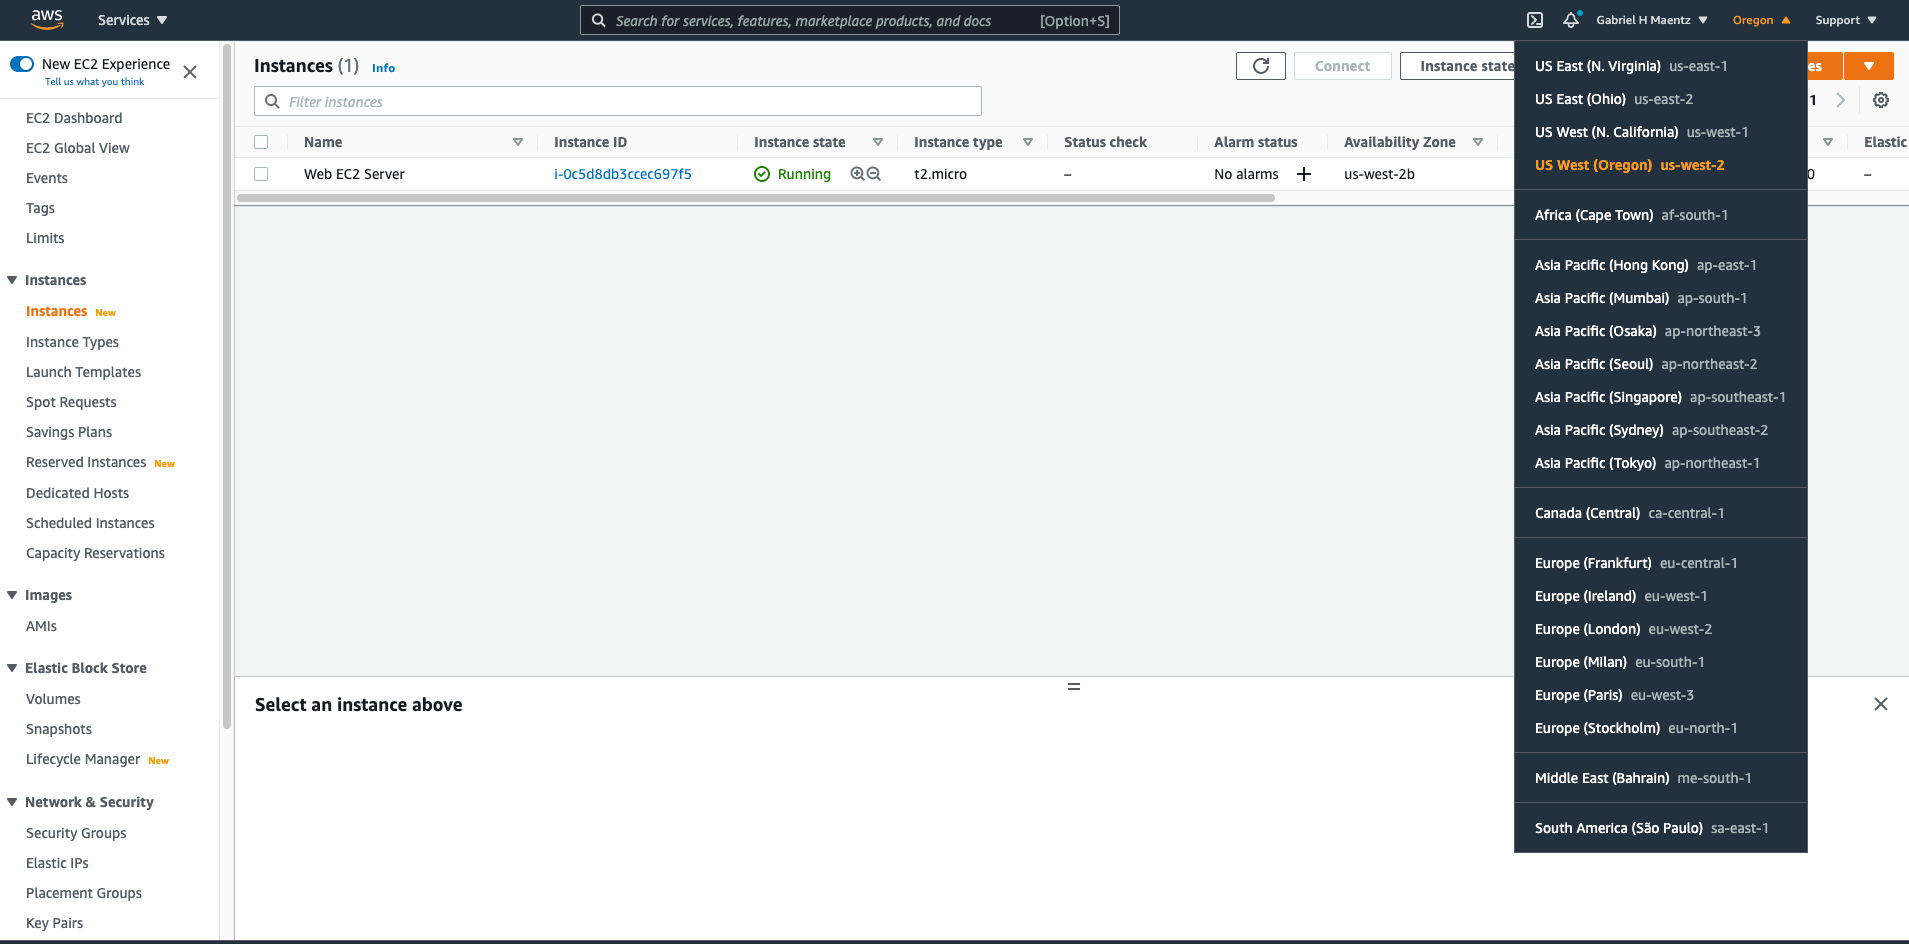 aws
Services
Search for services, features, marketplace products, and docs [Option+S]
Gabriel H Maentz
Oregon
Support
New EC2 Experience
Tell us what you think
EC2 Dashboard
EC2 Global View
Events
Tags
Limits
Instances
Instances New
Instance Types
Launch Templates
Spot Requests
Savings Plans
Reserved Instances New
Dedicated Hosts
Scheduled Instances
Capacity Reservations
Images
AMIs
Elastic Block Store
Volumes
Snapshots
Lifecycle Manager New
Network & Security
Security Groups
Elastic IPs
Placement Groups
Key Pairs
Instances (1) Info
Connect
Instance state
es
Filter instances
1
Name Instance ID Instance state Instance type Status check Alarm status Availability Zone Elastic
Web EC2 Server i-0c5d8db3ccec697f5 Running t2.micro – No alarms + us-west-2b 0 –
Select an instance above
US East (N. Virginia) us-east-1
US East (Ohio) us-east-2
US West (N. California) us-west-1
US West (Oregon) us-west-2
Africa (Cape Town) af-south-1
Asia Pacific (Hong Kong) ap-east-1
Asia Pacific (Mumbai) ap-south-1
Asia Pacific (Osaka) ap-northeast-3
Asia Pacific (Seoul) ap-northeast-2
Asia Pacific (Singapore) ap-southeast-1
Asia Pacific (Sydney) ap-southeast-2
Asia Pacific (Tokyo) ap-northeast-1
Canada (Central) ca-central-1
Europe (Frankfurt) eu-central-1
Europe (Ireland) eu-west-1
Europe (London) eu-west-2
Europe (Milan) eu-south-1
Europe (Paris) eu-west-3
Europe (Stockholm) eu-north-1
Middle East (Bahrain) me-south-1
South America (São Paulo) sa-east-1